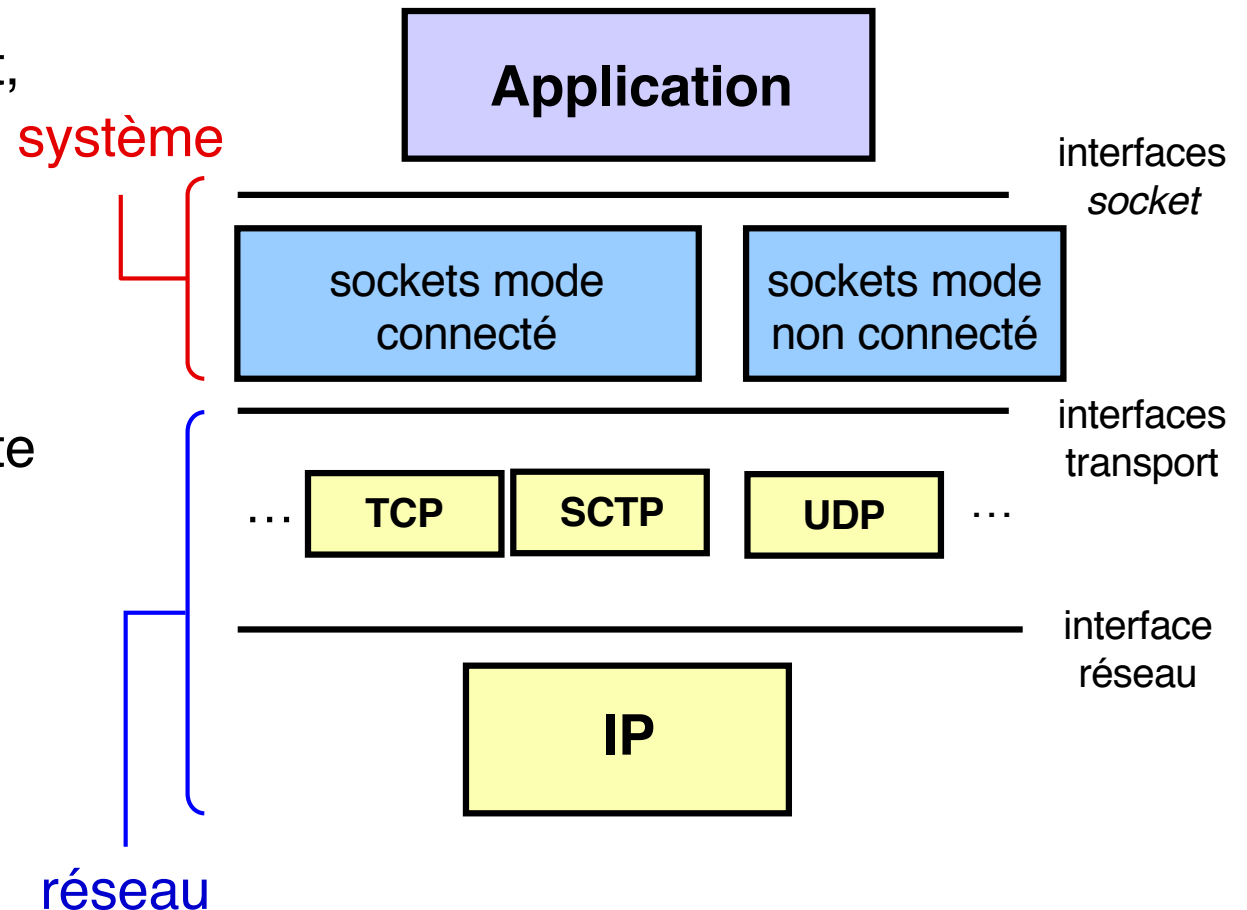 t,
Application
système
interfaces
socket
sockets mode
connecté
sockets mode
non connecté
interfaces
transport
te
... TCP SCTP UDP ...
interface
réseau
IP
réseau